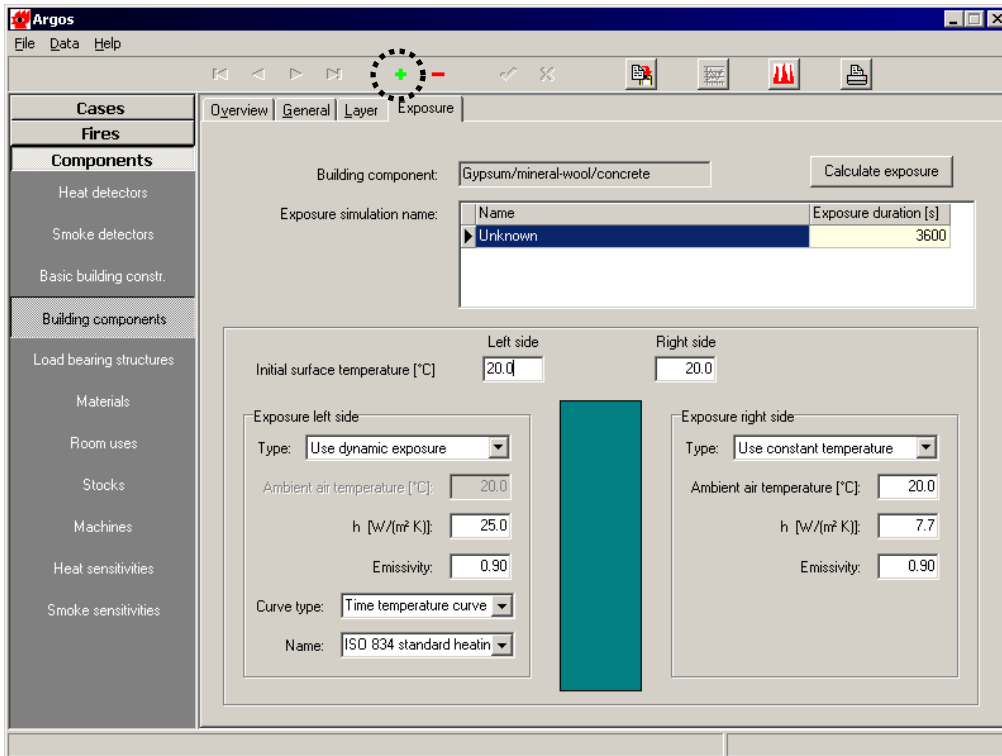 Argos
File Data Help
Cases
Fires
Components
Heat detectors
Smoke detectors
Basic building constr.
Building components
Load bearing structures
Materials
Room uses
Stocks
Machines
Heat sensitivities
Smoke sensitivities
Overview General Layer Exposure
Building component: Gypsum/mineral-wool/concrete Calculate exposure
Exposure simulation name: Name Exposure duration [s]
Unknown 3600
Left side Right side
Initial surface temperature [°C] 20.0 20.0
Exposure left side
Type: Use dynamic exposure
Ambient air temperature [°C]: 20.0
h [W/(m² K)]: 25.0
Emissivity: 0.90
Curve type: Time temperature curve
Name: ISO 834 standard heatin
Exposure right side
Type: Use constant temperature
Ambient air temperature [°C]: 20.0
h [W/(m² K)]: 7.7
Emissivity: 0.90